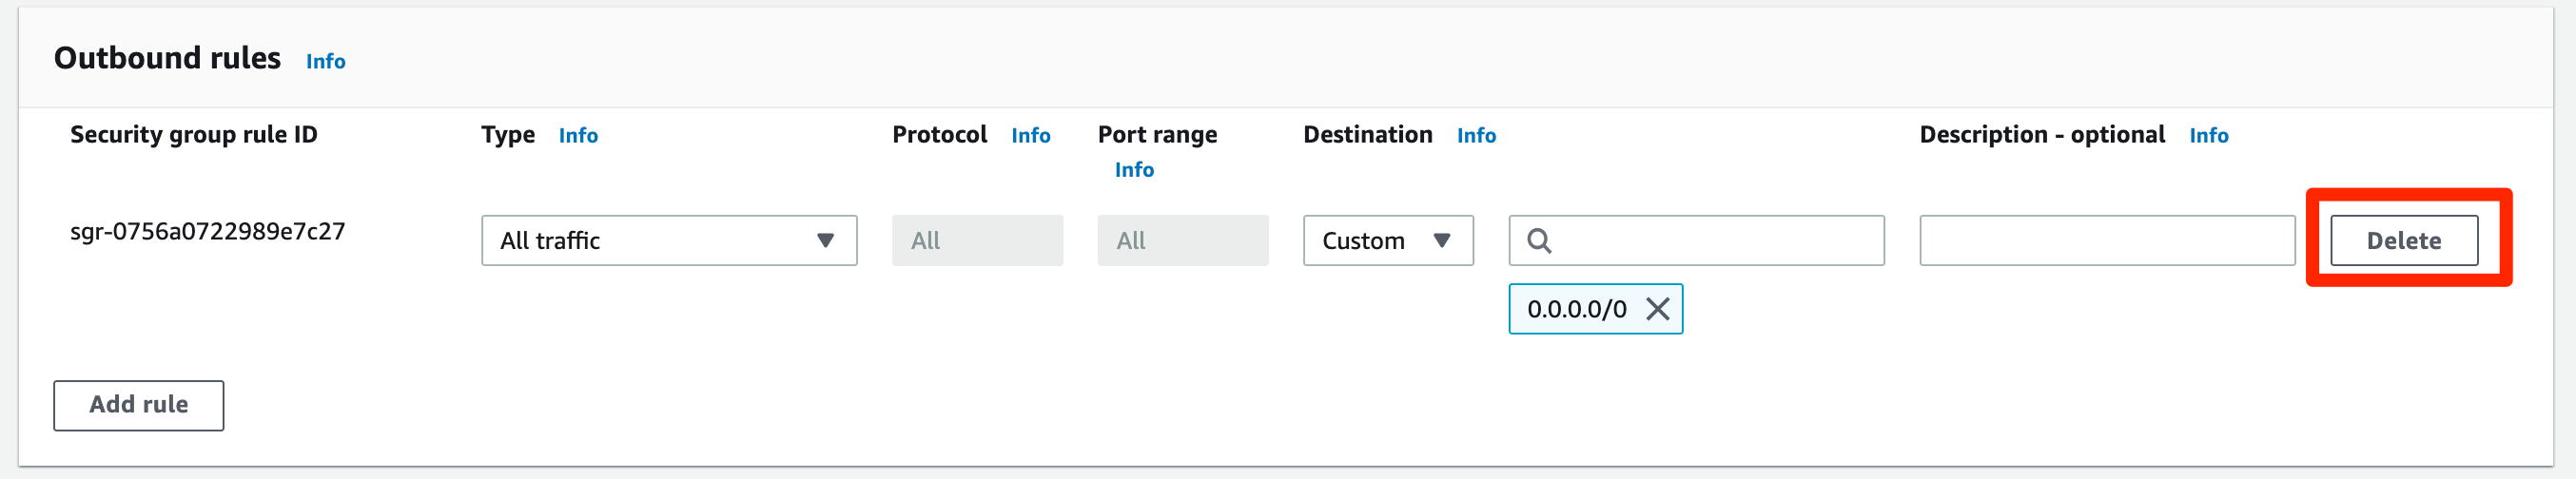 Outbound rules Info
Security group rule ID Type Info Protocol Info Port range Info Destination Info Description - optional Info
sgr-0756a0722989e7c27 All traffic All All Custom Delete
0.0.0.0/0
Add rule